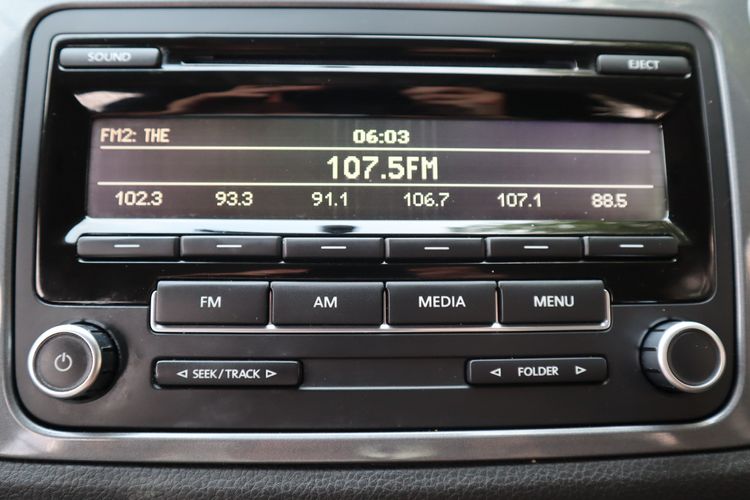 SOUND EJECT
FM2: THE 06:03
107.5FM
102.3 93.3 91.1 106.7 107.1 88.5
FM AM MEDIA MENU
◁ SEEK/TRACK ▷ ◁ FOLDER ▷